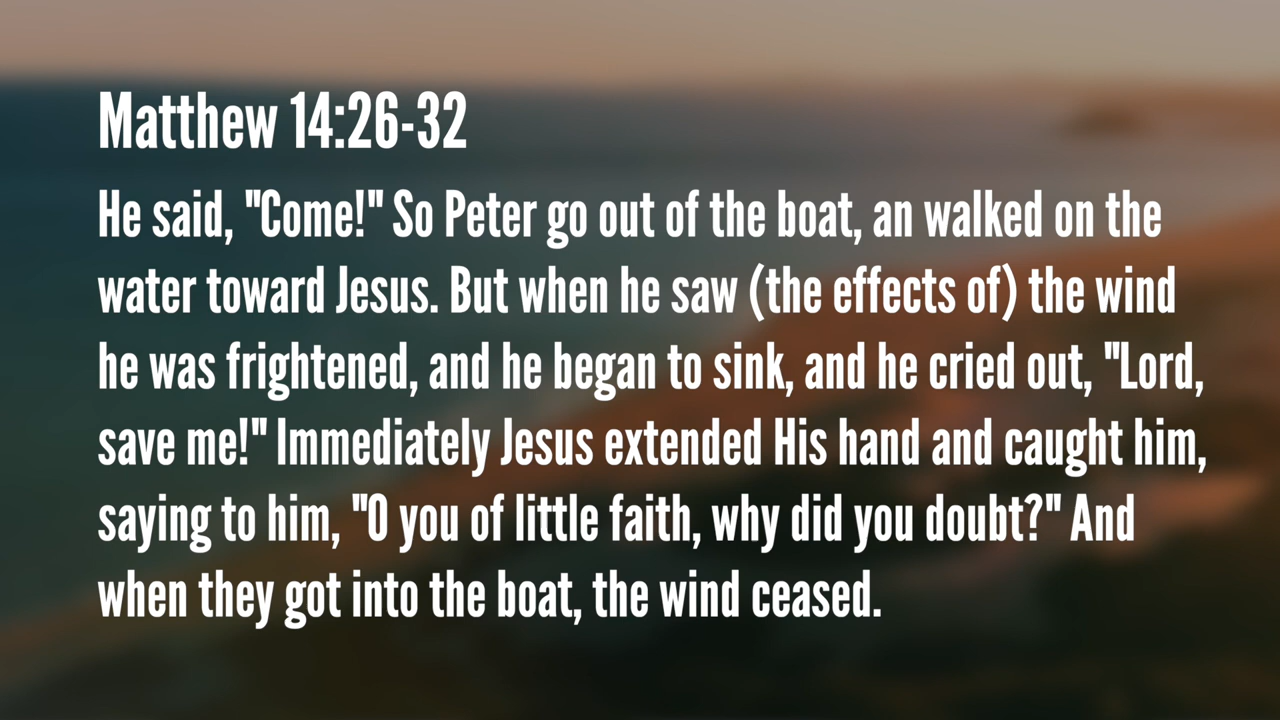 Matthew 14:26-32
He said, "Come!" So Peter go out of the boat, an walked on the
water toward Jesus. But when he saw (the effects of) the wind
he was frightened, and he began to sink, and he cried out, "Lord,
save me!" Immediately Jesus extended His hand and caught him,
saying to him, "O you of little faith, why did you doubt?" And
when they got into the boat, the wind ceased.